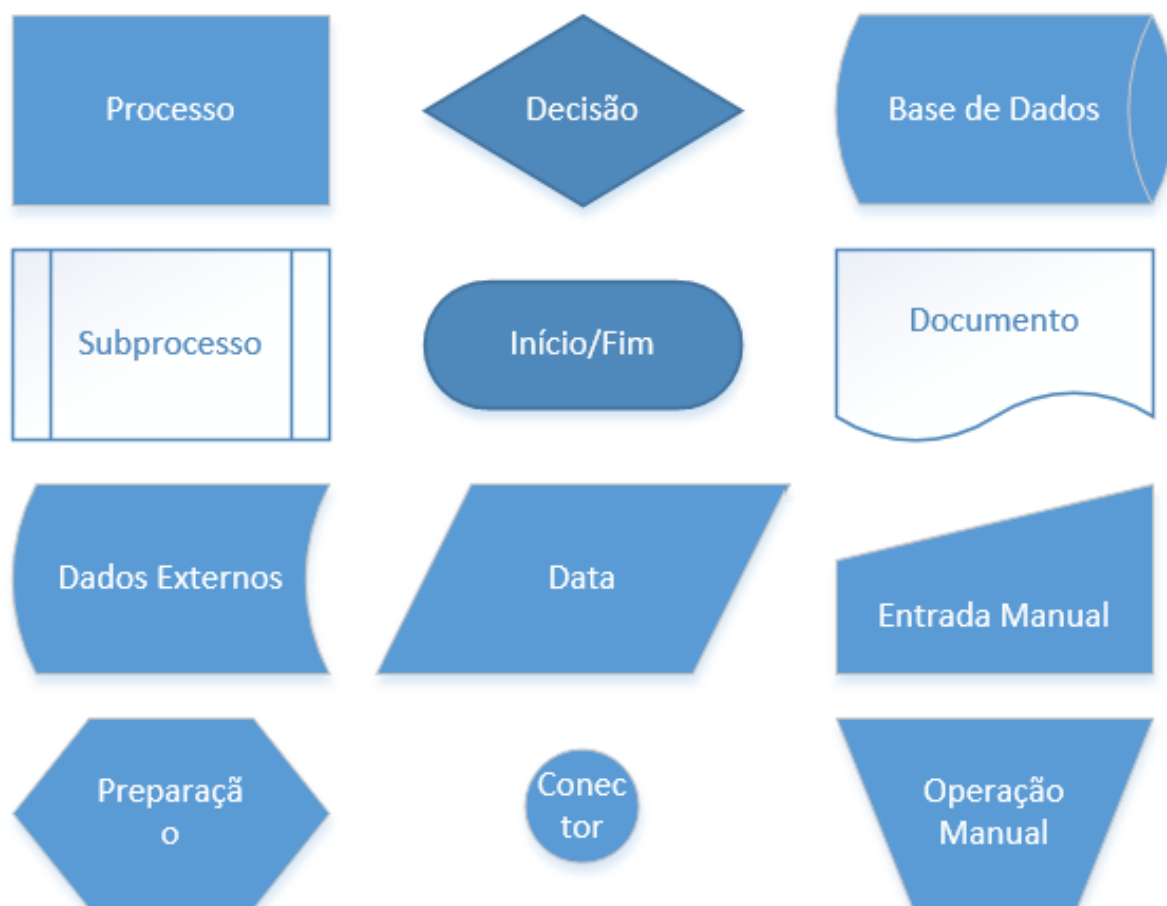 Processo
Decisão
Base de Dados
Subprocesso
Início/Fim
Documento
Dados Externos
Data
Entrada Manual
Preparaçã
o
Conec
tor
Operação
Manual